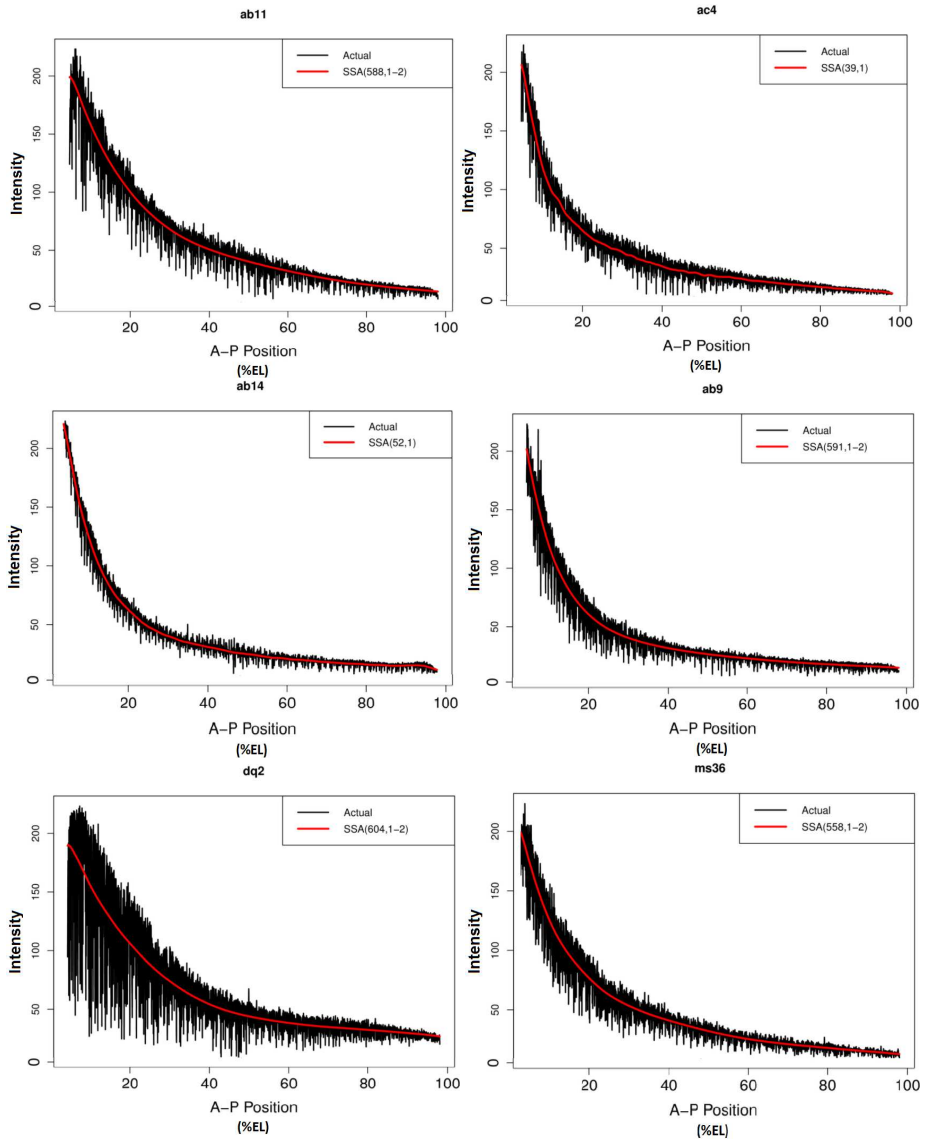 ab11
Actual
SSA(588,1−2)
Intensity
0
50
100
150
200
20 40 60 80 100
A−P Position
(%EL)
ac4
Actual
SSA(39,1)
Intensity
0
50
100
150
200
20 40 60 80 100
A−P Position
(%EL)
ab14
Actual
SSA(52,1)
Intensity
0
50
100
150
200
20 40 60 80 100
A−P Position
(%EL)
ab9
Actual
SSA(591,1−2)
Intensity
0
50
100
150
200
20 40 60 80 100
A−P Position
(%EL)
dq2
Actual
SSA(604,1−2)
Intensity
0
50
100
150
200
20 40 60 80 100
A−P Position
(%EL)
ms36
Actual
SSA(558,1−2)
Intensity
0
50
100
150
200
20 40 60 80 100
A−P Position
(%EL)